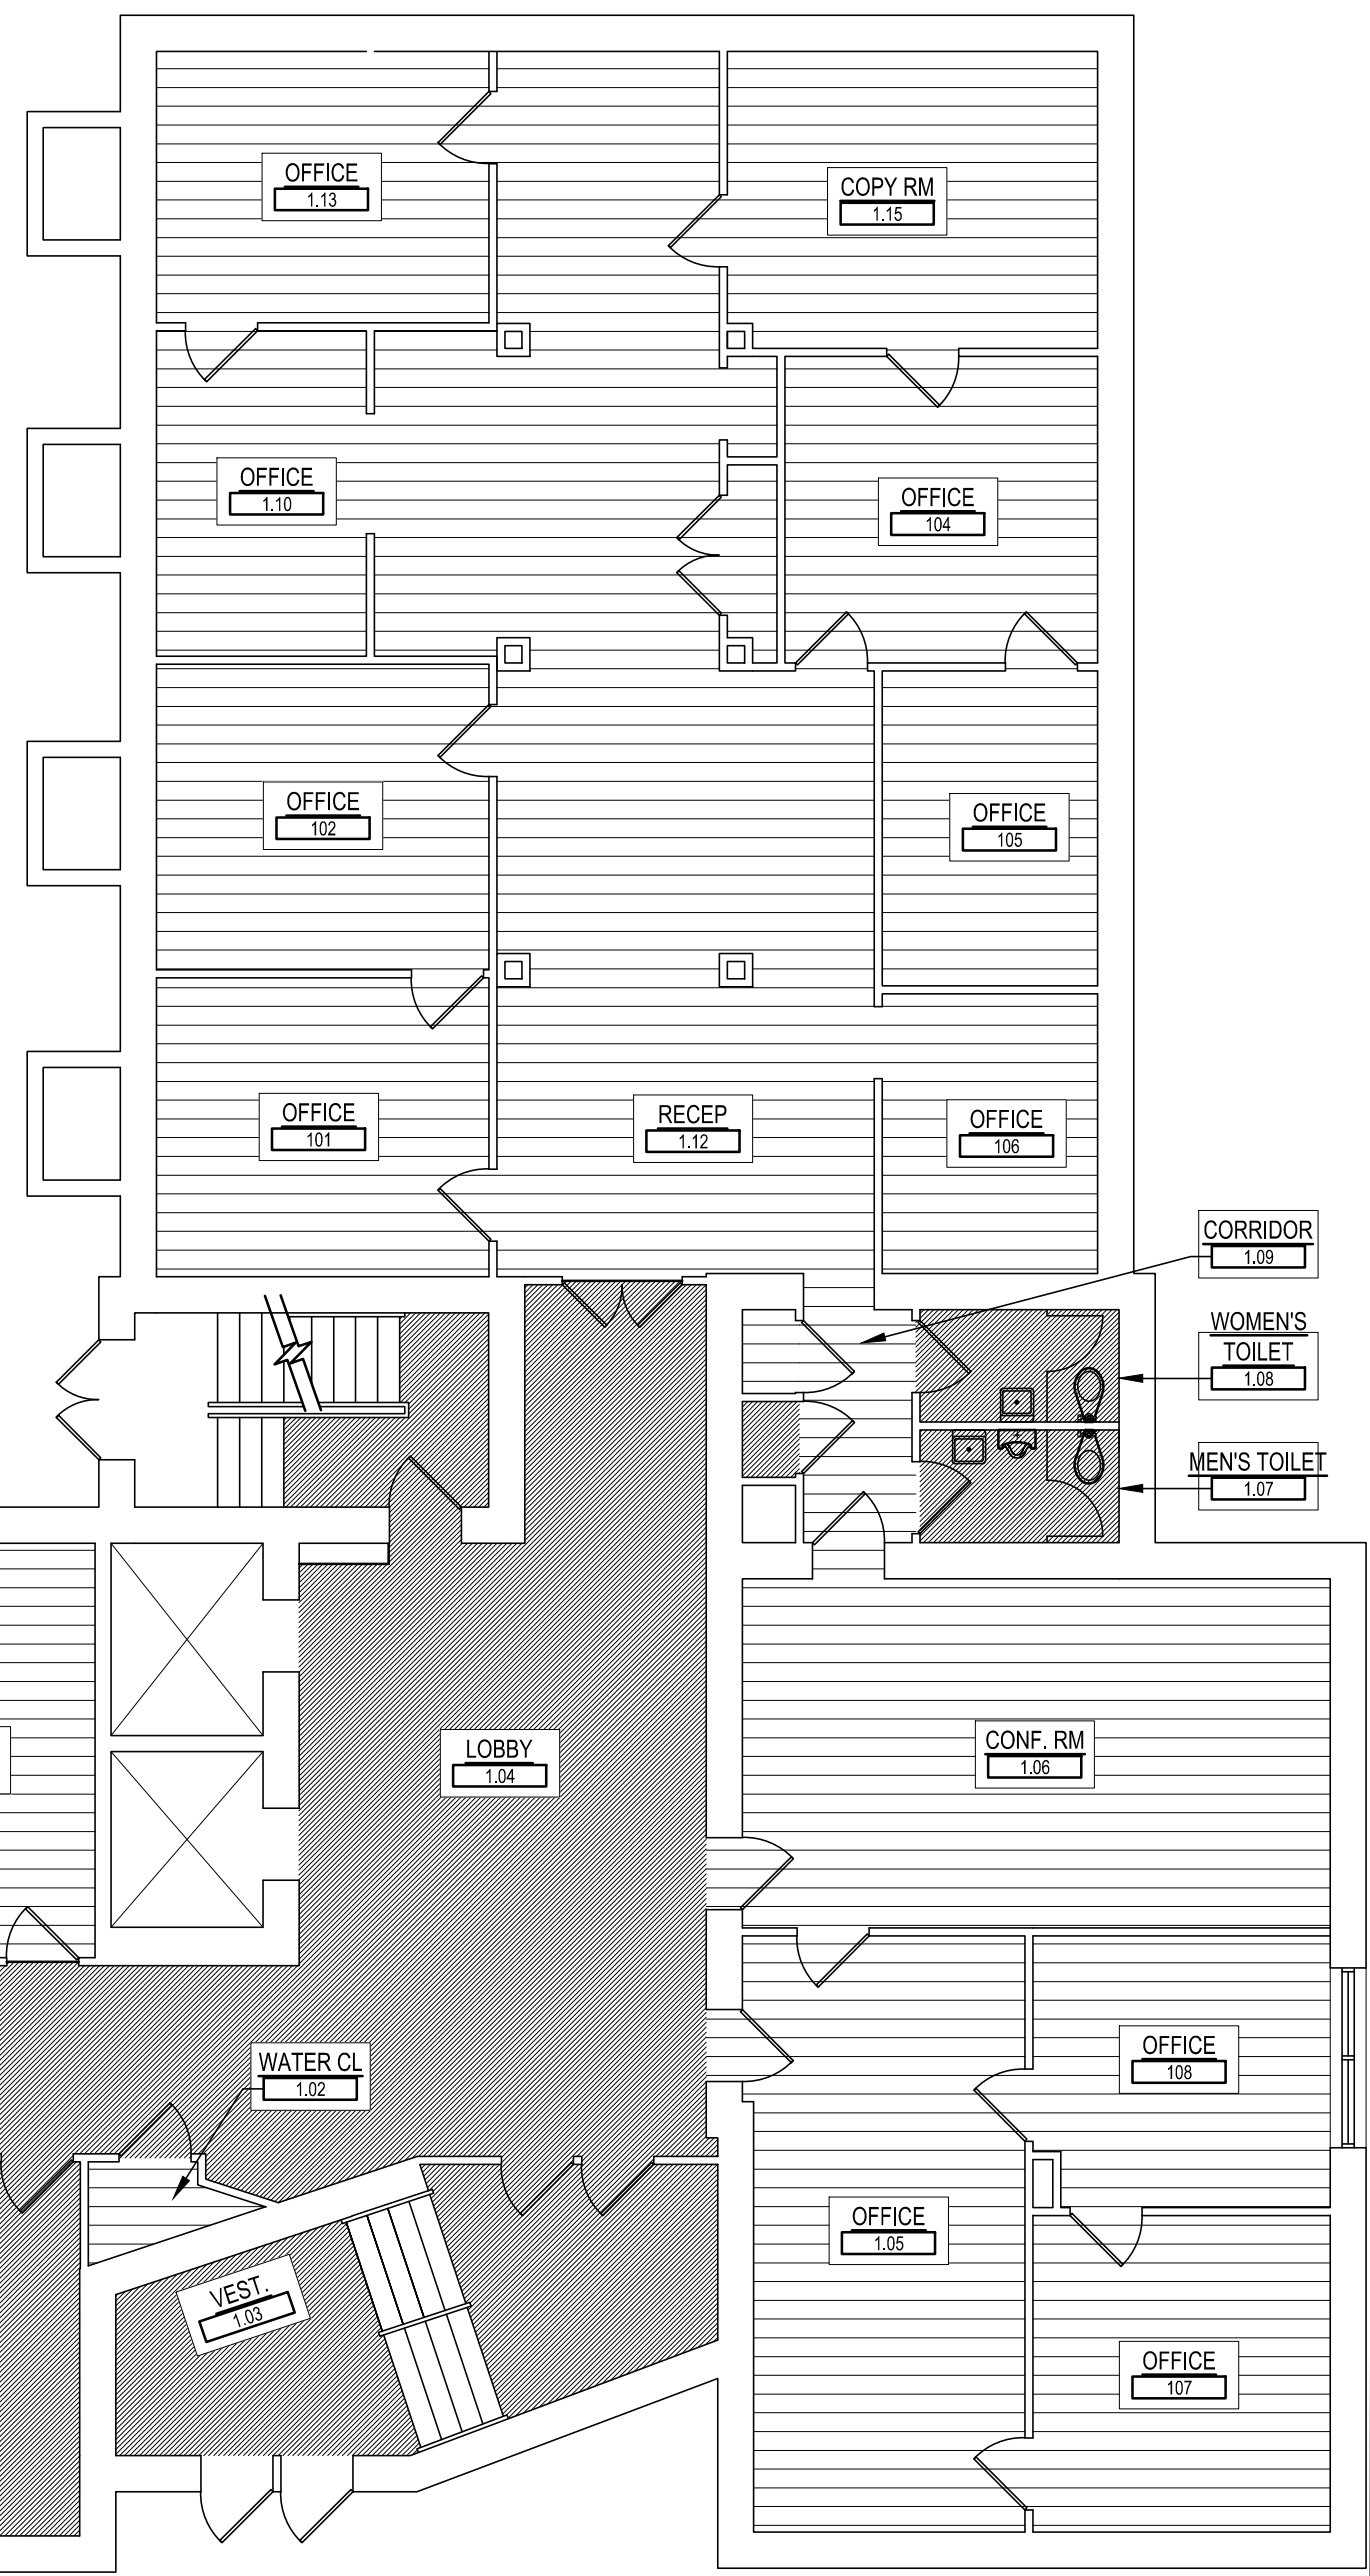 OFFICE
1.13
COPY RM
1.15
OFFICE
1.10
OFFICE
104
OFFICE
102
OFFICE
105
OFFICE
101
RECEP
1.12
OFFICE
106
CORRIDOR
1.09
WOMEN'S
TOILET
1.08
MEN'S TOILET
1.07
LOBBY
1.04
CONF. RM
1.06
WATER CL
1.02
OFFICE
108
VEST.
1.03
OFFICE
1.05
OFFICE
107